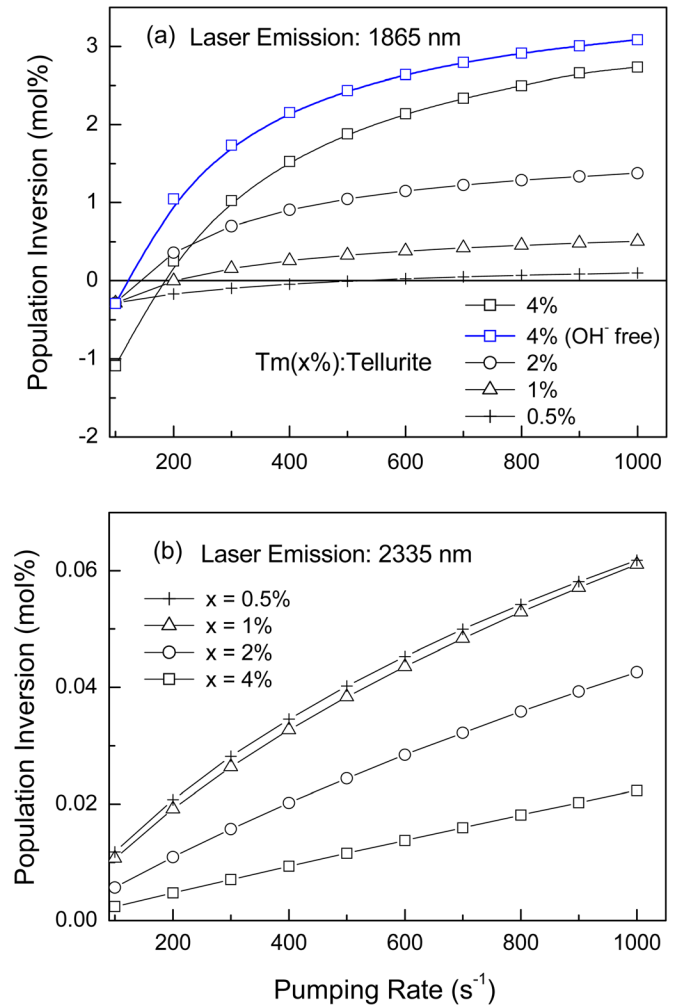 (a) Laser Emission: 1865 nm
Population Inversion (mol%)
3
2
1
0
-1
-2
4%
4% (OH⁻ free)
2%
1%
0.5%
Tm(x%):Tellurite
200 400 600 800 1000
(b) Laser Emission: 2335 nm
Population Inversion (mol%)
0.06
0.04
0.02
0.00
x = 0.5%
x = 1%
x = 2%
x = 4%
200 400 600 800 1000
Pumping Rate (s⁻¹)